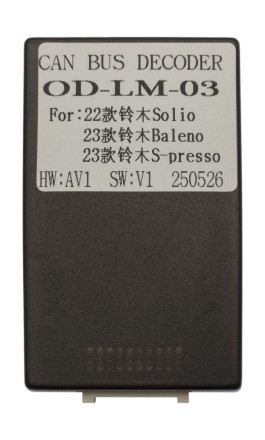 CAN BUS DECODER
OD-LM-03
For:22款铃木Solio
23款铃木Baleno
23款铃木S-presso
HW:AV1 SW:V1 250526